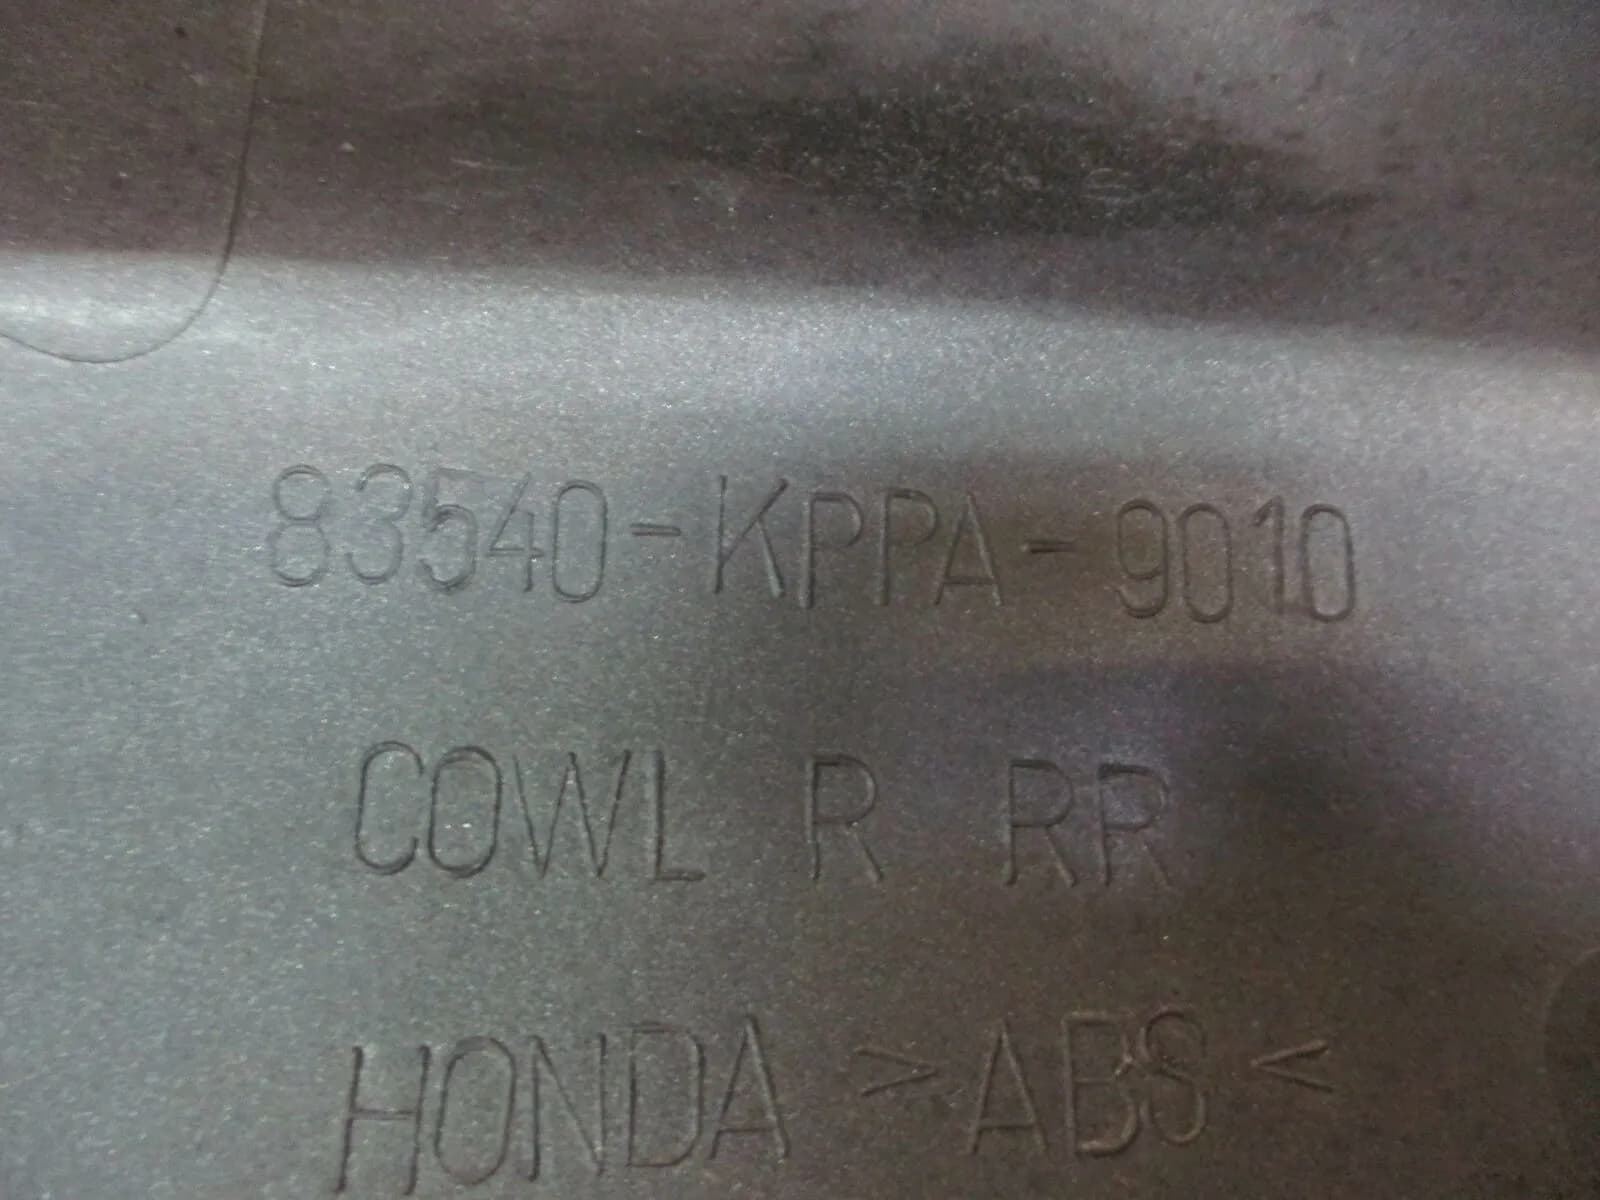 83540-KPPA-9010
COWL R RR
HONDA >ABS<